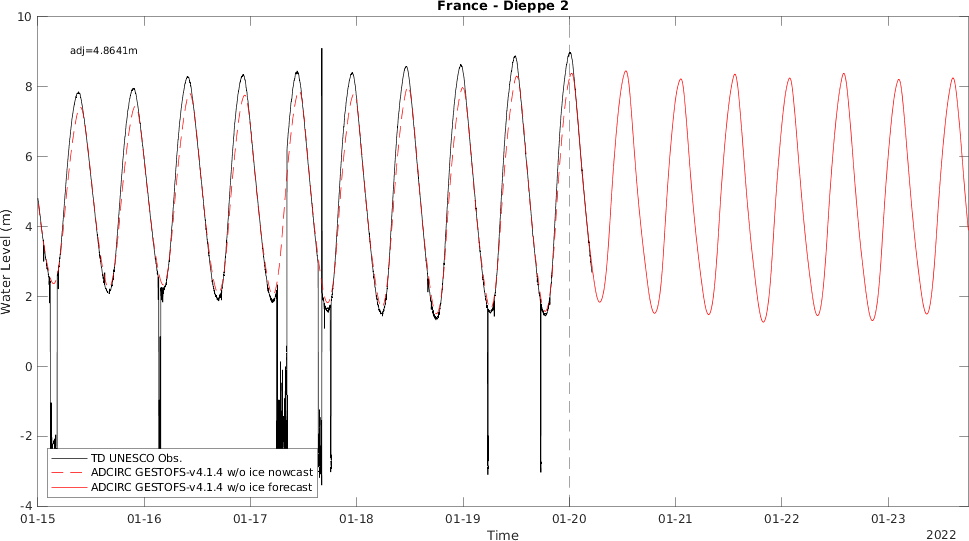 France - Dieppe 2
10
adj=4.8641m
8
6
4
2
0
-2
-4
Water Level (m)
TD UNESCO Obs.
ADCIRC GESTOFS-v4.1.4 w/o ice nowcast
ADCIRC GESTOFS-v4.1.4 w/o ice forecast
01-15 01-16 01-17 01-18 01-19 01-20 01-21 01-22 01-23
Time
2022